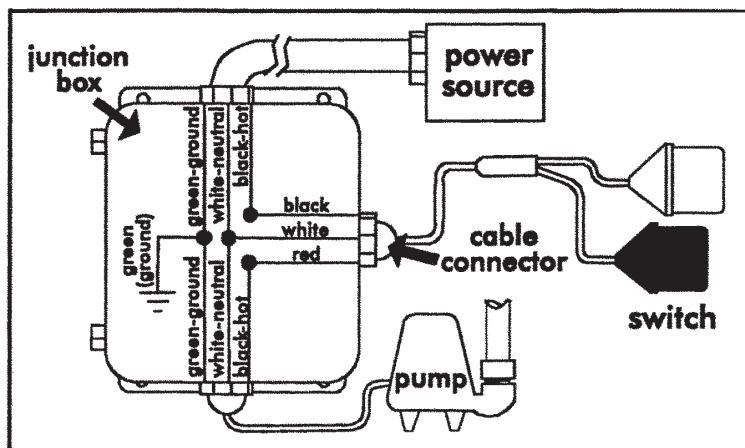 junction
box
power
source
green-ground
white-neutral
black-hot
black
white
red
green
(ground)
cable
connector
switch
green-ground
white-neutral
black-hot
pump